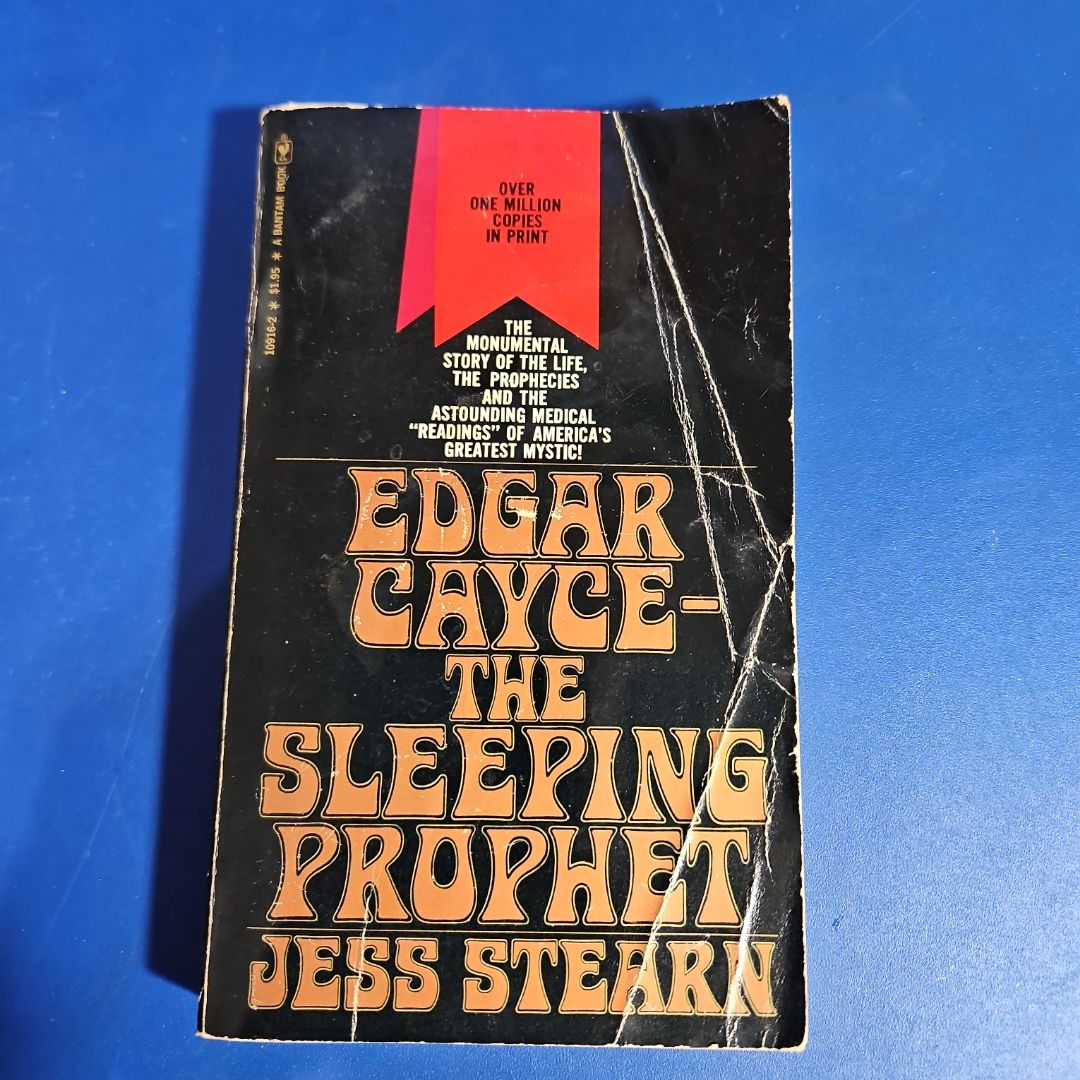 10916-2 * $1.95 * A BANTAM BOOK
OVER
ONE MILLION
COPIES
IN PRINT
THE
MONUMENTAL
STORY OF THE LIFE,
THE PROPHECIES
AND THE
ASTOUNDING MEDICAL
“READINGS” OF AMERICA’S
GREATEST MYSTIC!
EDGAR
CAYCE–
THE
SLEEPING
PROPHET
JESS STEARN